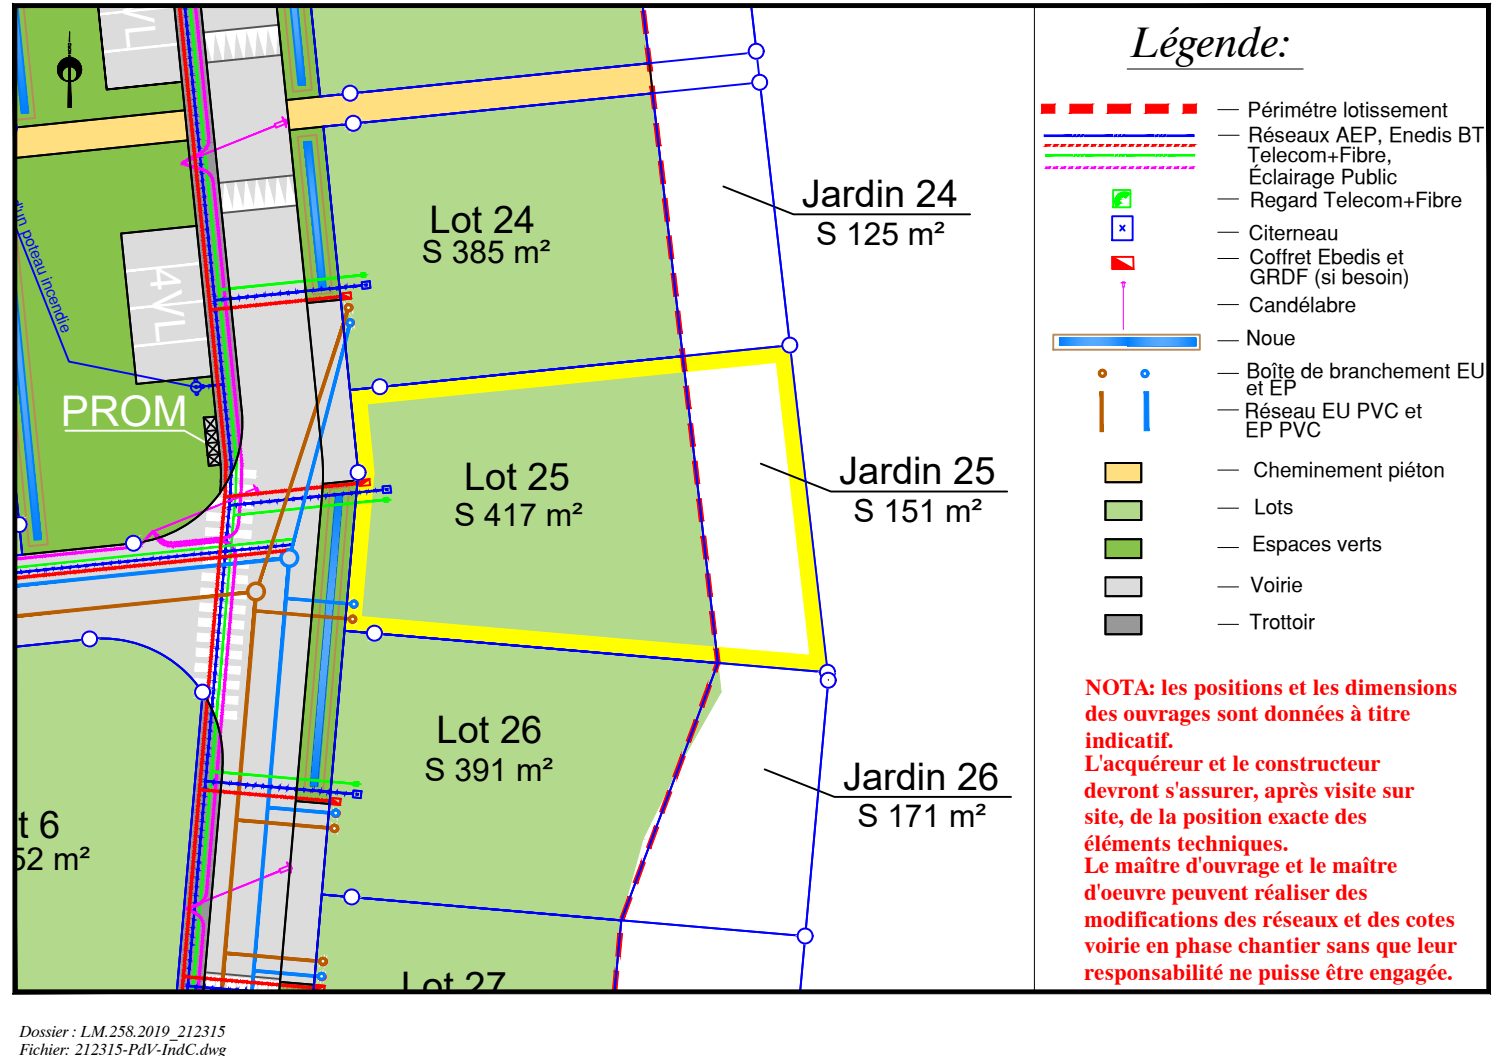 4VL
d'un poteau incendie
4VL
PROM
Lot 24
S 385 m²
Jardin 24
S 125 m²
Lot 25
S 417 m²
Jardin 25
S 151 m²
Lot 26
S 391 m²
Jardin 26
S 171 m²
t 6
52 m²
Lot 27
Légende:
Périmétre lotissement
Réseaux AEP, Enedis BT
Telecom+Fibre,
Éclairage Public
Regard Telecom+Fibre
Citerneau
Coffret Ebedis et
GRDF (si besoin)
Candélabre
Noue
Boîte de branchement EU
et EP
Réseau EU PVC et
EP PVC
Cheminement piéton
Lots
Espaces verts
Voirie
Trottoir
NOTA: les positions et les dimensions
des ouvrages sont données à titre
indicatif.
L'acquéreur et le constructeur
devront s'assurer, après visite sur
site, de la position exacte des
éléments techniques.
Le maître d'ouvrage et le maître
d'oeuvre peuvent réaliser des
modifications des réseaux et des cotes
voirie en phase chantier sans que leur
responsabilité ne puisse être engagée.
Dossier : LM.258.2019_212315
Fichier: 212315-PdV-IndC.dwg